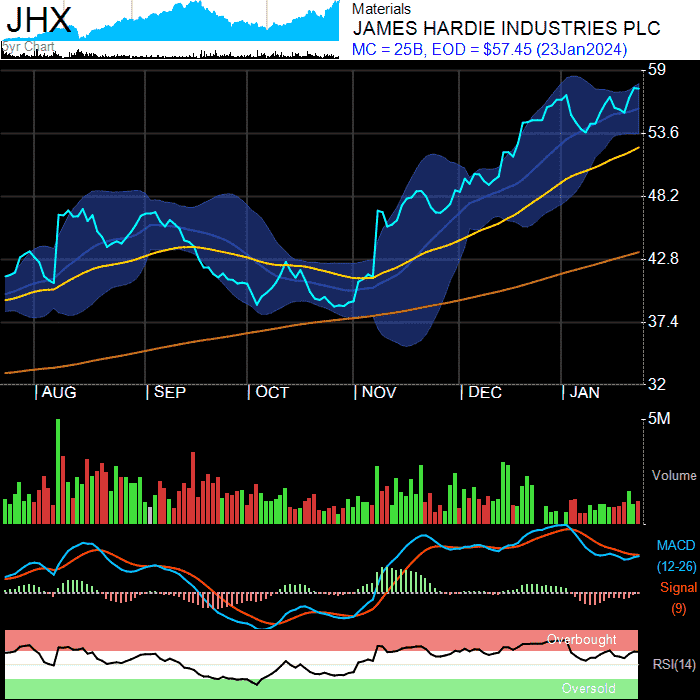 JHX
5yr Chart
Materials
JAMES HARDIE INDUSTRIES PLC
MC = 25B, EOD = $57.45 (23Jan2024)
59
53.6
48.2
42.8
37.4
32
AUG
SEP
OCT
NOV
DEC
JAN
5M
Volume
MACD
(12-26)
Signal
(9)
Overbought
RSI(14)
Oversold